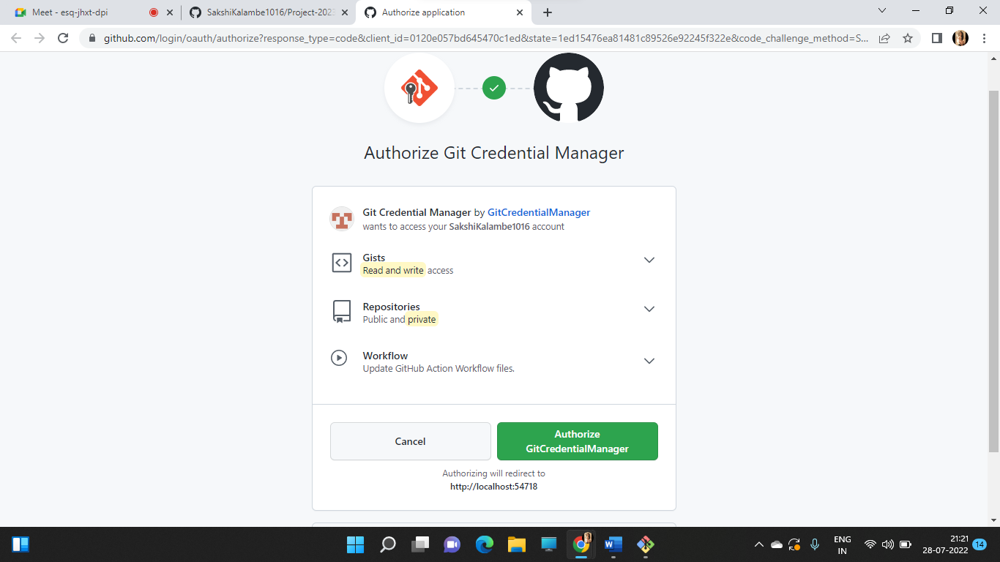 Meet - esq-jhxt-dpi
SakshiKalambe1016/Project-2023
Authorize application
github.com/login/oauth/authorize?response_type=code&client_id=0120e057bd645470c1ed&state=1ed15476ea81481c89526e92245f322e&code_challenge_method=S...
Authorize Git Credential Manager
Git Credential Manager by GitCredentialManager
wants to access your SakshiKalambe1016 account
Gists
Read and write access
Repositories
Public and private
Workflow
Update GitHub Action Workflow files.
Cancel
Authorize
GitCredentialManager
Authorizing will redirect to
http://localhost:54718
ENG
IN
21:21
28-07-2022
14